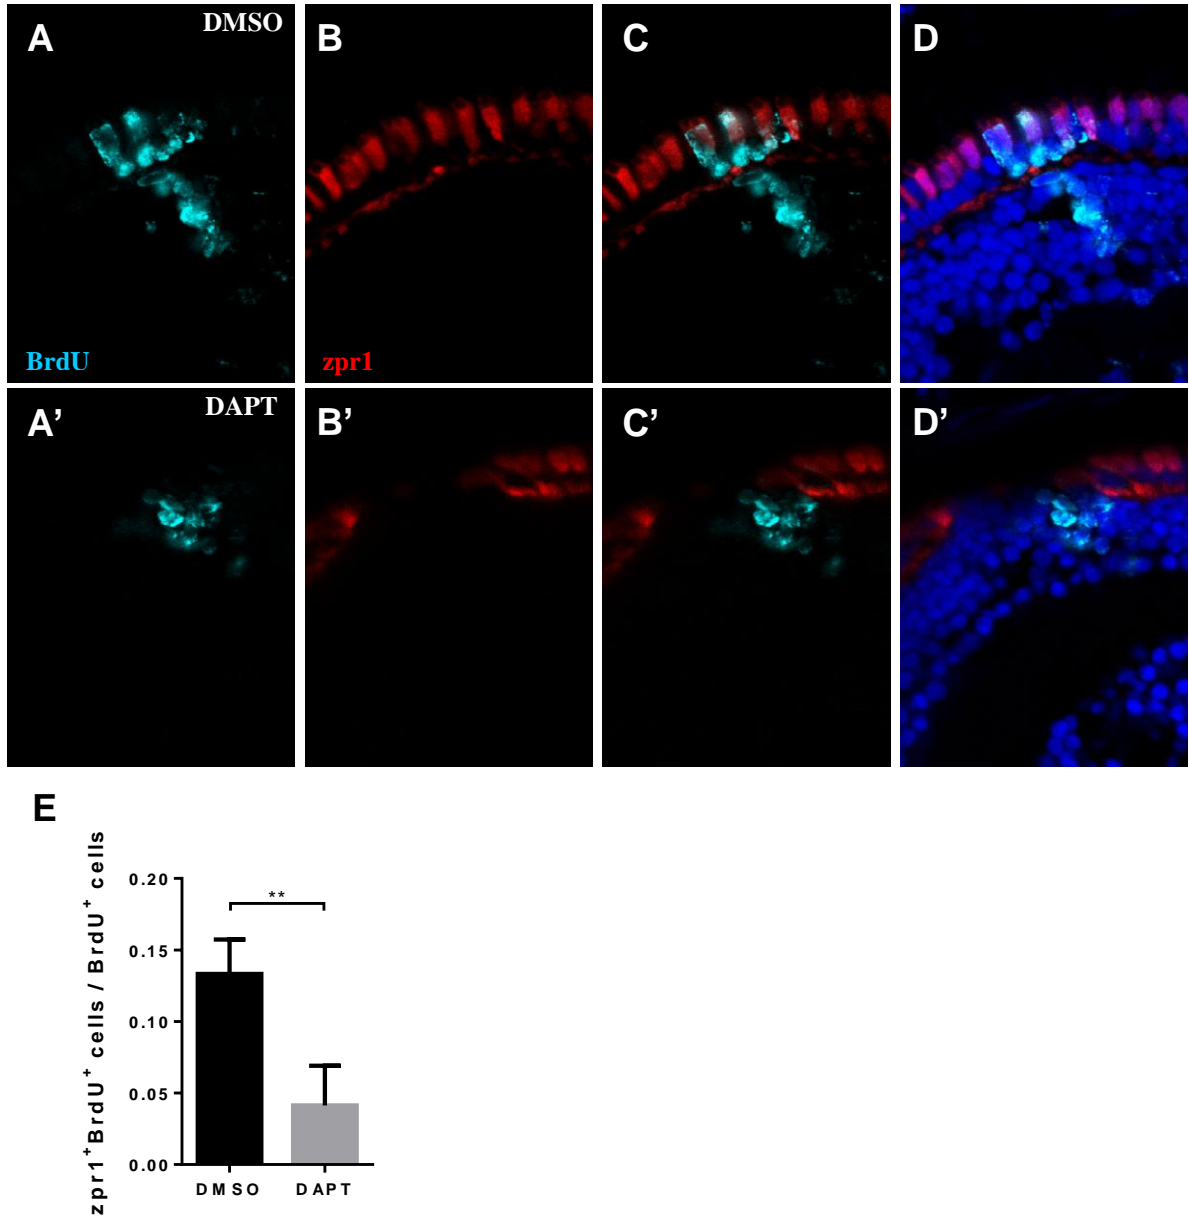 A DMSO B C D
BrdU zpr1
A’ DAPT B’ C’ D’
E
zpr1⁺BrdU⁺ cells / BrdU⁺ cells
0.20
**
0.15
0.10
0.05
0.00
DMSO DAPT